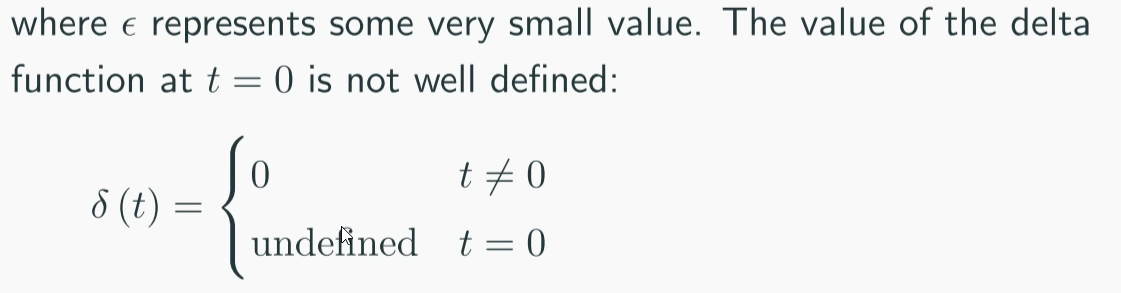 where ϵ represents some very small value. The value of the delta
function at t = 0 is not well defined:
δ (t) = { 0 t ≠ 0
undefined t = 0